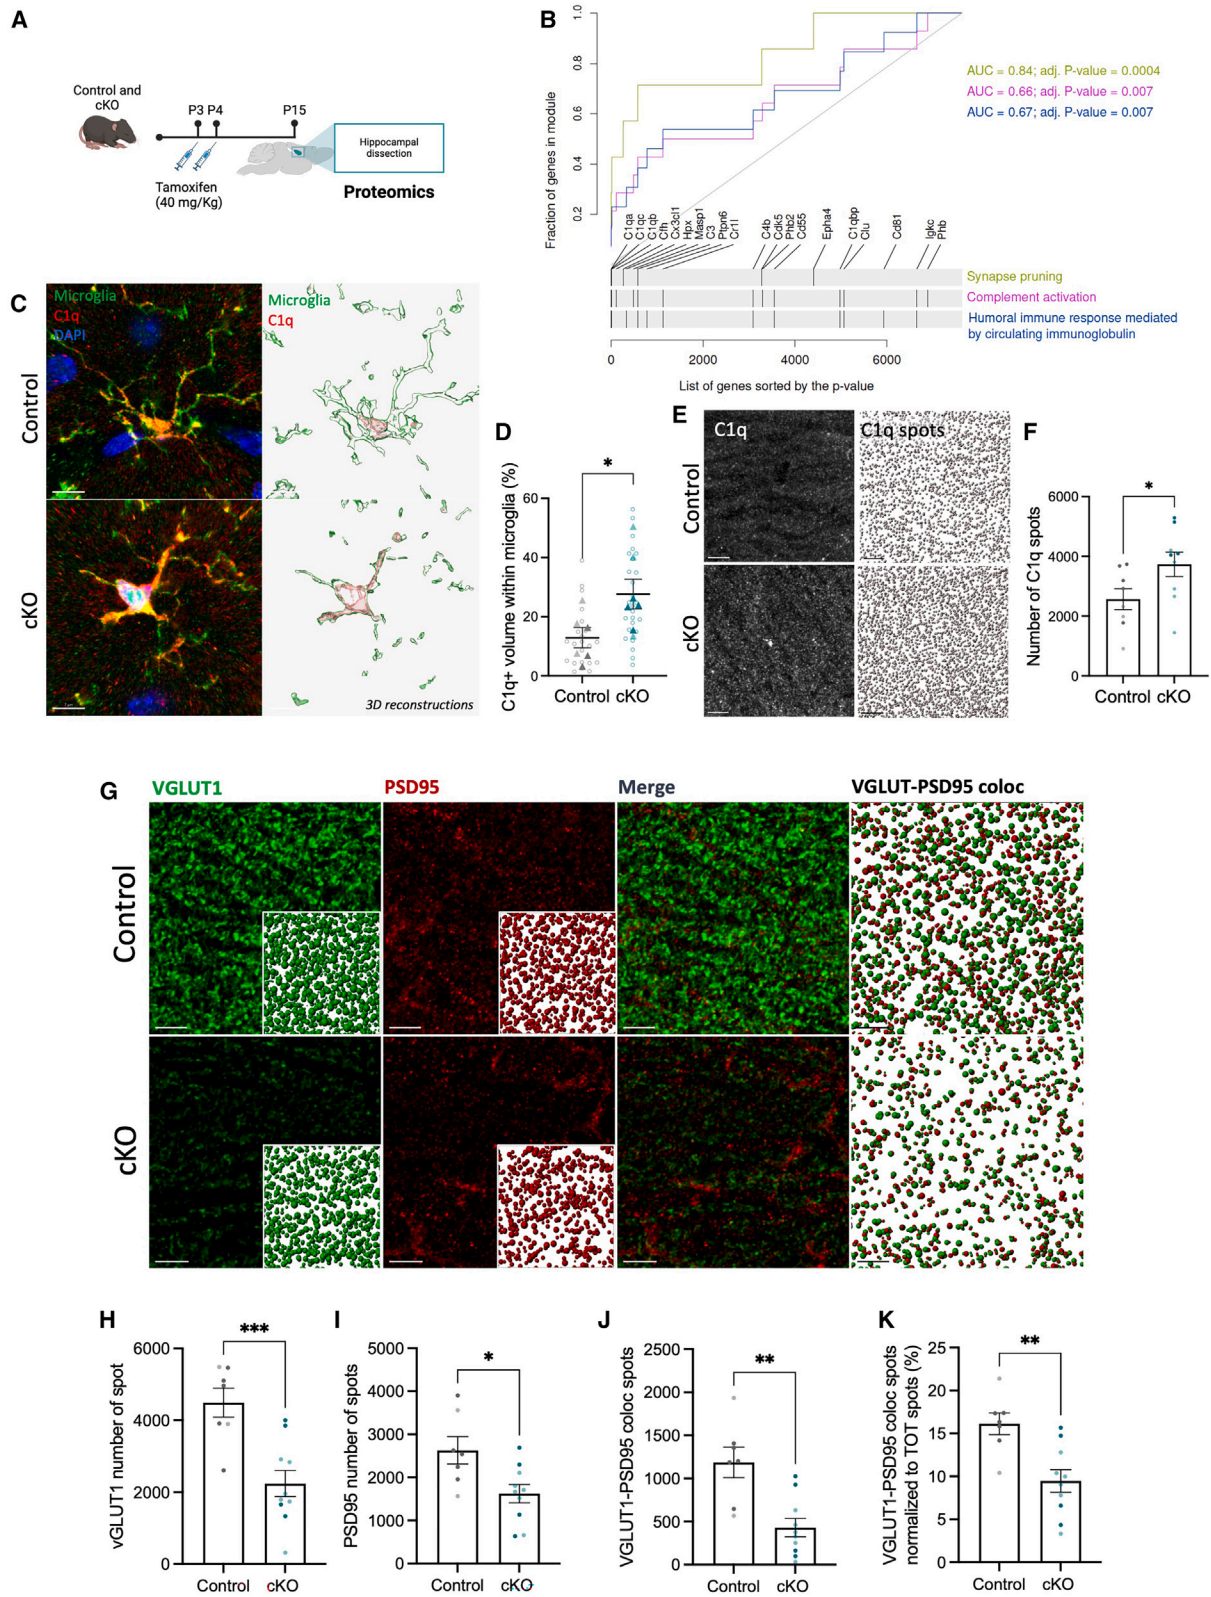 A
Control and
cKO
P3 P4
P15
Tamoxifen
(40 mg/Kg)
Hippocampal
dissection
Proteomics
B
Fraction of genes in module
1.0
0.8
0.6
0.4
0.2
AUC = 0.84; adj. P-value = 0.0004
AUC = 0.66; adj. P-value = 0.007
AUC = 0.67; adj. P-value = 0.007
C1qa
C1qc
C1qb
Cfh
Cx3cl1
Hpx
Masp1
C3
Ptpn6
Cr1l
C4b
Cdk5
Phb2
Cd55
Epha4
C1qbp
Clu
Cd81
Igkc
Phb
Synapse pruning
Complement activation
Humoral immune response mediated
by circulating immunoglobulin
0
2000
4000
6000
List of genes sorted by the p-value
C
Microglia
C1q
DAPI
Microglia
C1q
Control
cKO
3D reconstructions
D
C1q+ volume within microglia (%)
60
40
20
0
*
Control cKO
E
C1q
C1q spots
Control
cKO
F
Number of C1q spots
6000
4000
2000
0
*
Control cKO
G
VGLUT1
PSD95
Merge
VGLUT-PSD95 coloc
Control
cKO
H
vGLUT1 number of spot
6000
4000
2000
0
***
Control cKO
I
PSD95 number of spots
5000
4000
3000
2000
1000
0
*
Control cKO
J
VGLUT1-PSD95 coloc spots
2500
2000
1500
1000
500
0
**
Control cKO
K
VGLUT1-PSD95 coloc spots
normalized to TOT spots (%)
25
20
15
10
5
0
**
Control cKO